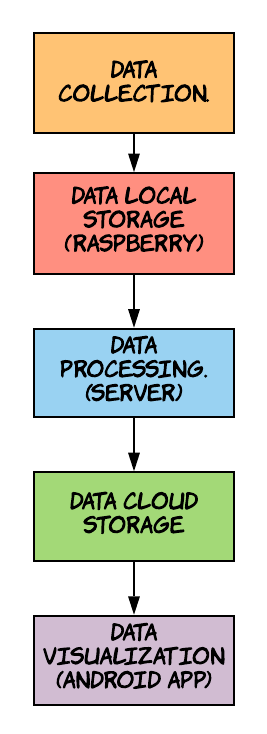 DATA
COLLECTION.
DATA LOCAL
STORAGE
(RASPBERRY)
DATA
PROCESSING.
(SERVER)
DATA CLOUD
STORAGE
DATA
VISUALIZATION
(ANDROID APP)